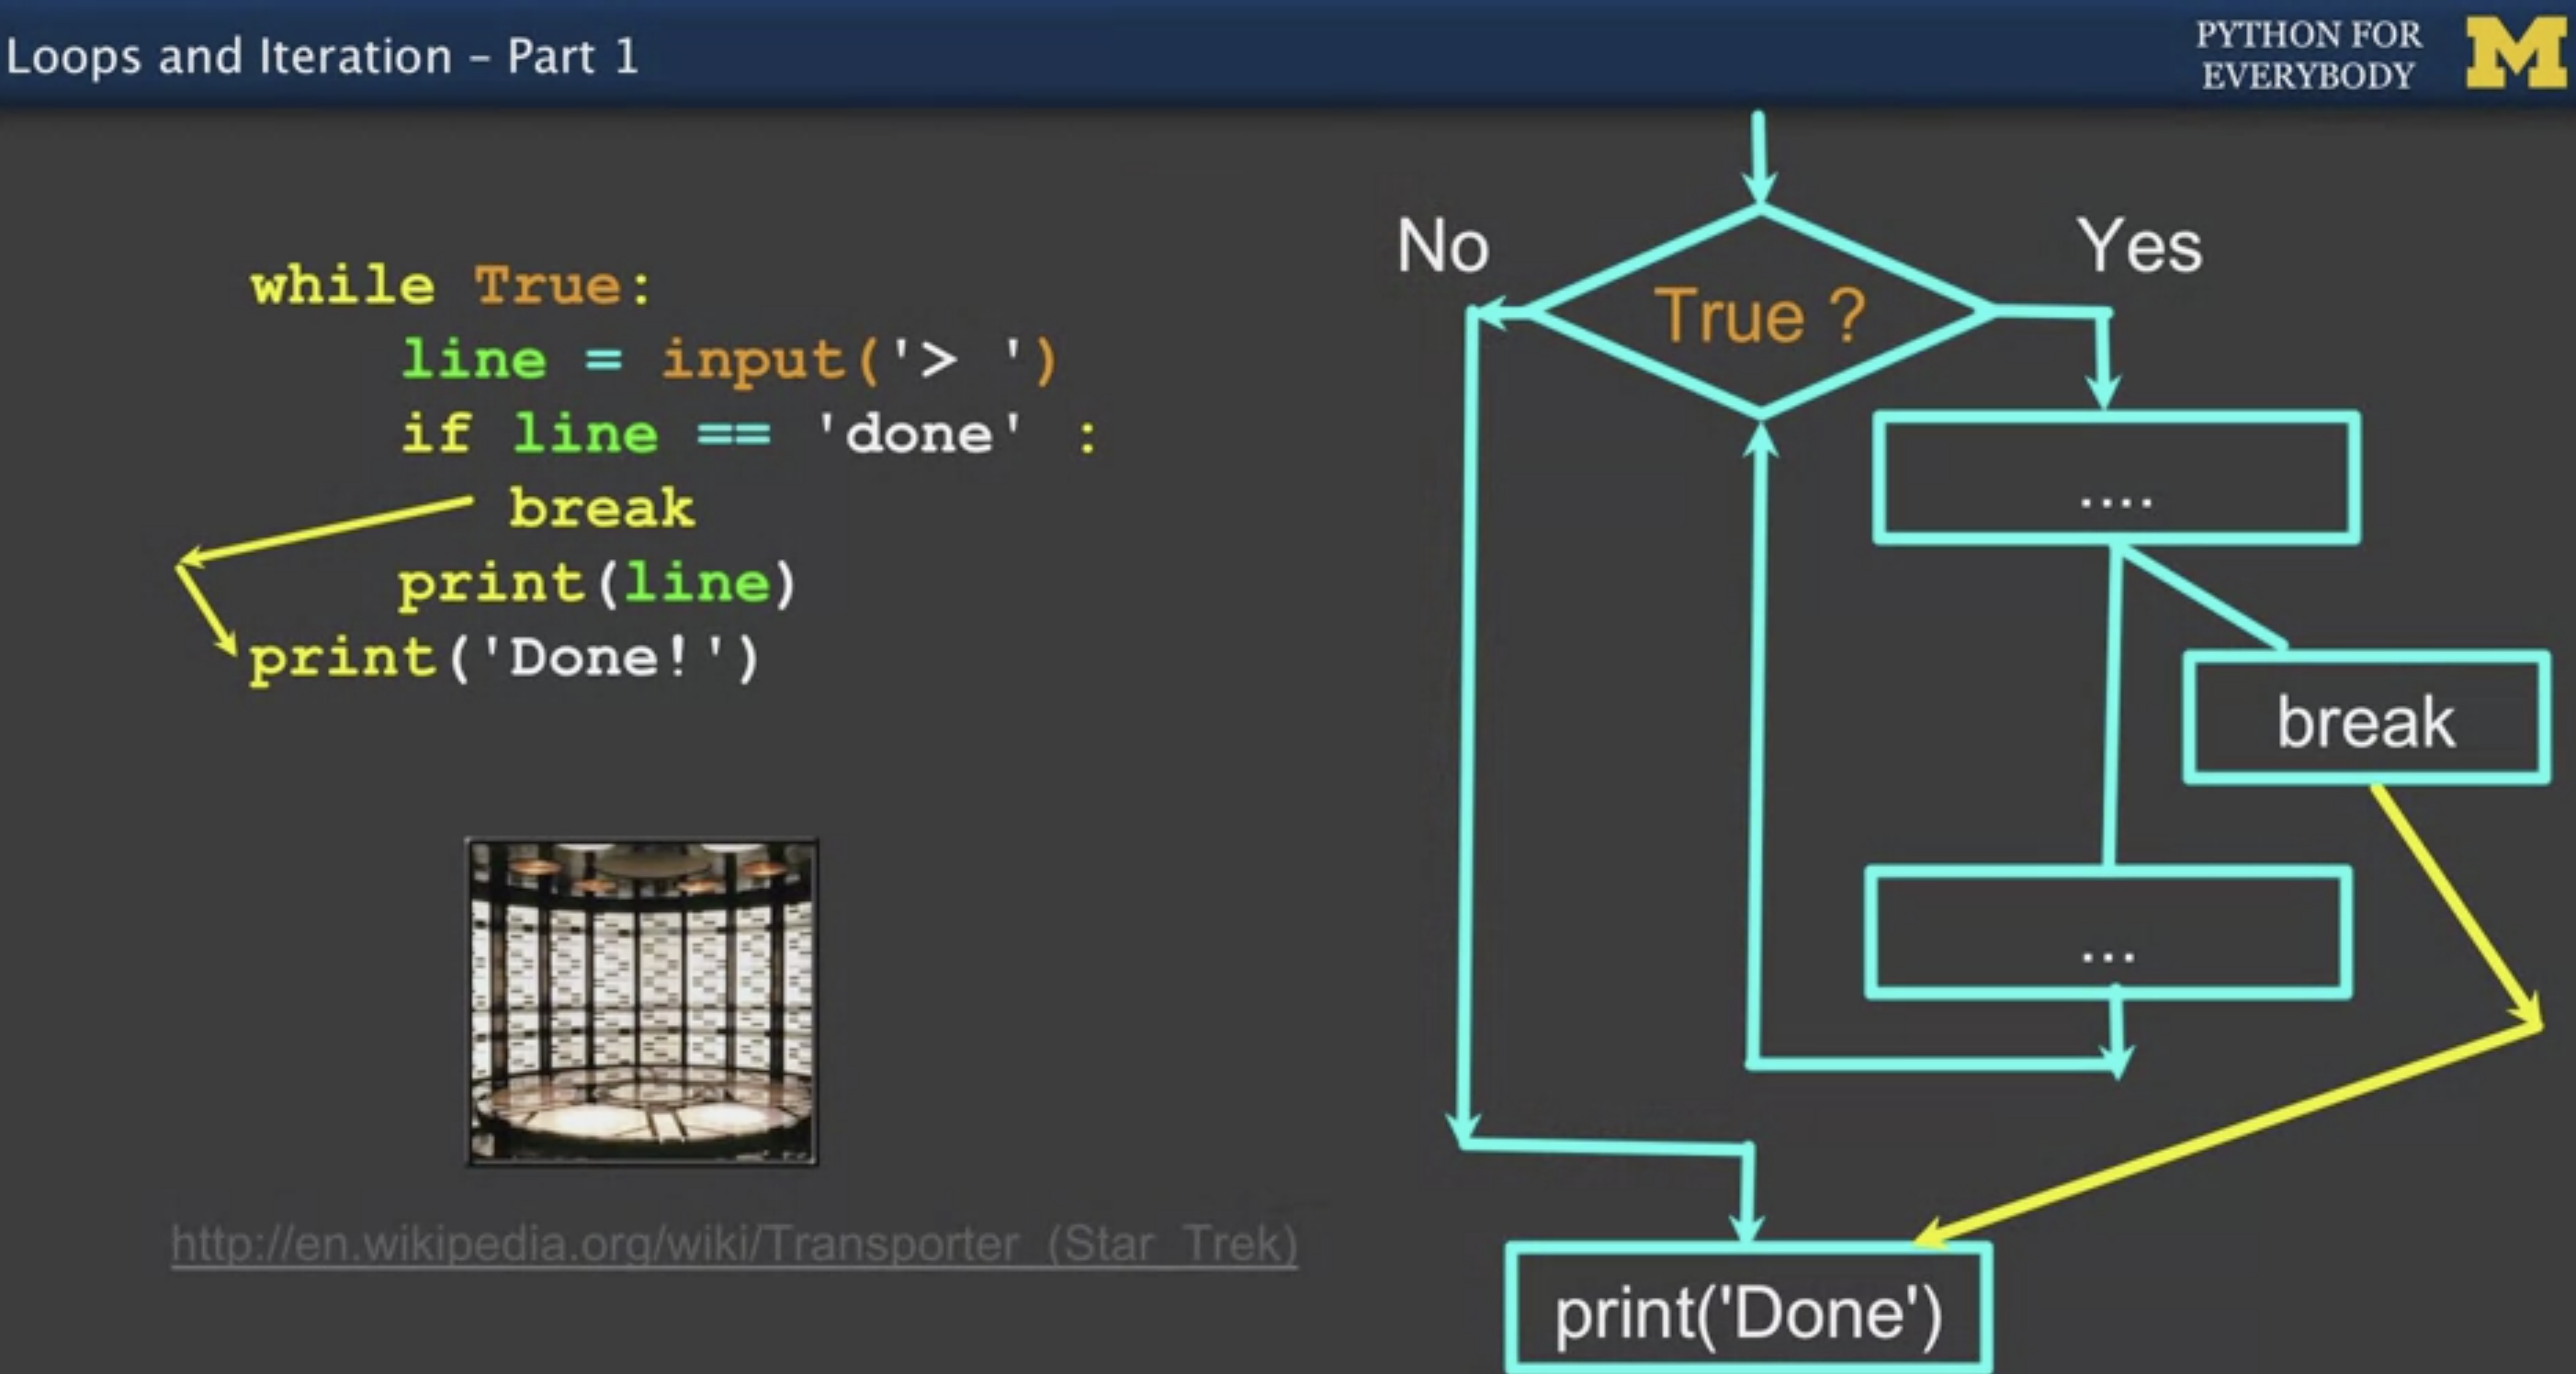 Loops and Iteration – Part 1
PYTHON FOR
EVERYBODY
M
while True:
    line = input('> ')
    if line == 'done' :
        break
    print(line)
print('Done!')
http://en.wikipedia.org/wiki/Transporter_(Star_Trek)
No
Yes
True ?
....
break
...
print('Done')